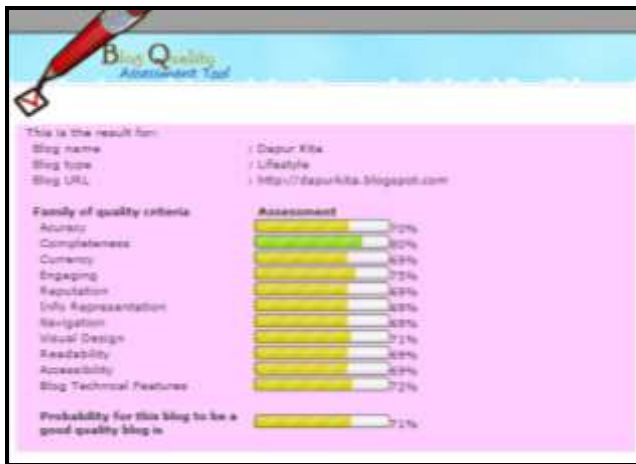 Blog Quality
Assessment Tool
This is the result for:
Blog name : Dapur Kita
Blog type : Lifestyle
Blog URL : http://dapurkita.blogspot.com
Family of quality criteria Assessment
Acuracy 70%
Completeness 80%
Currency 69%
Engaging 75%
Reputation 69%
Info Representation 69%
Navigation 69%
Visual Design 71%
Readability 69%
Accessibility 69%
Blog Technical Features 72%
Probability for this blog to be a
good quality blog is 71%